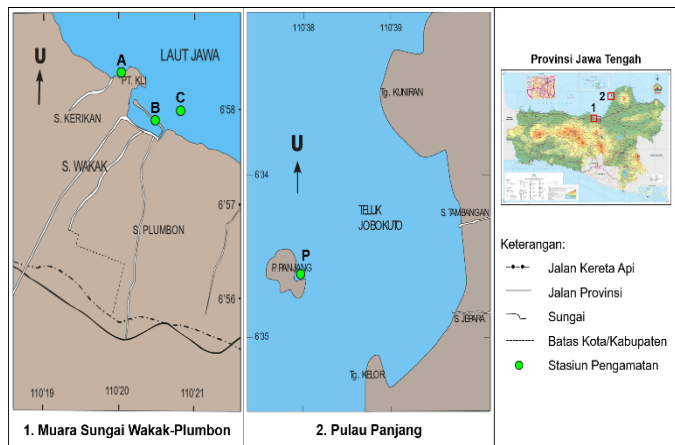 LAUT JAWA
U
A
PT. KLI
B
C
S. KERIKAN
6'58
S. WAKAK
6'57
S. PLUMBON
6'56
110'19
110'20
110'21
1. Muara Sungai Wakak-Plumbon
110'38
110'39
Tg. KUNIRAN
U
6'34
TELUK
JOBOKUTO
S. TAMBANGAN
P
P. PANJANG
6'35
S. JEPARA
Tg. KELOR
2. Pulau Panjang
Provinsi Jawa Tengah
2
1
Keterangan:
Jalan Kereta Api
Jalan Provinsi
Sungai
Batas Kota/Kabupaten
Stasiun Pengamatan